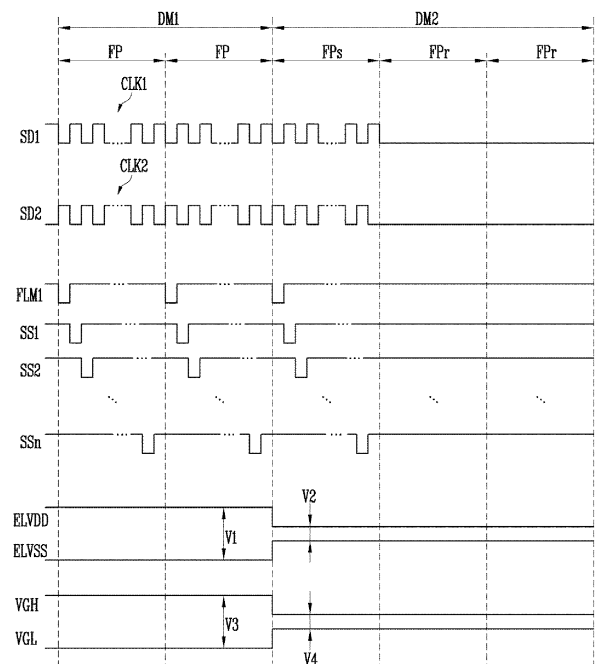 DM1 DM2
FP FP FPs FPr FPr
CLK1
SD1
CLK2
SD2
FLM1
SS1
SS2
SSn
V2
ELVDD
V1
ELVSS
VGH
V3
VGL
V4